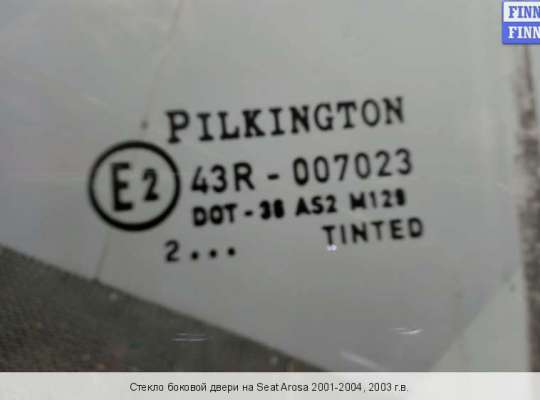 FINN
FINN
PILKINGTON
E2 43R - 007023
DOT - 38 AS2 M128
2... TINTED
Стекло боковой двери на Seat Arosa 2001-2004, 2003 г.в.